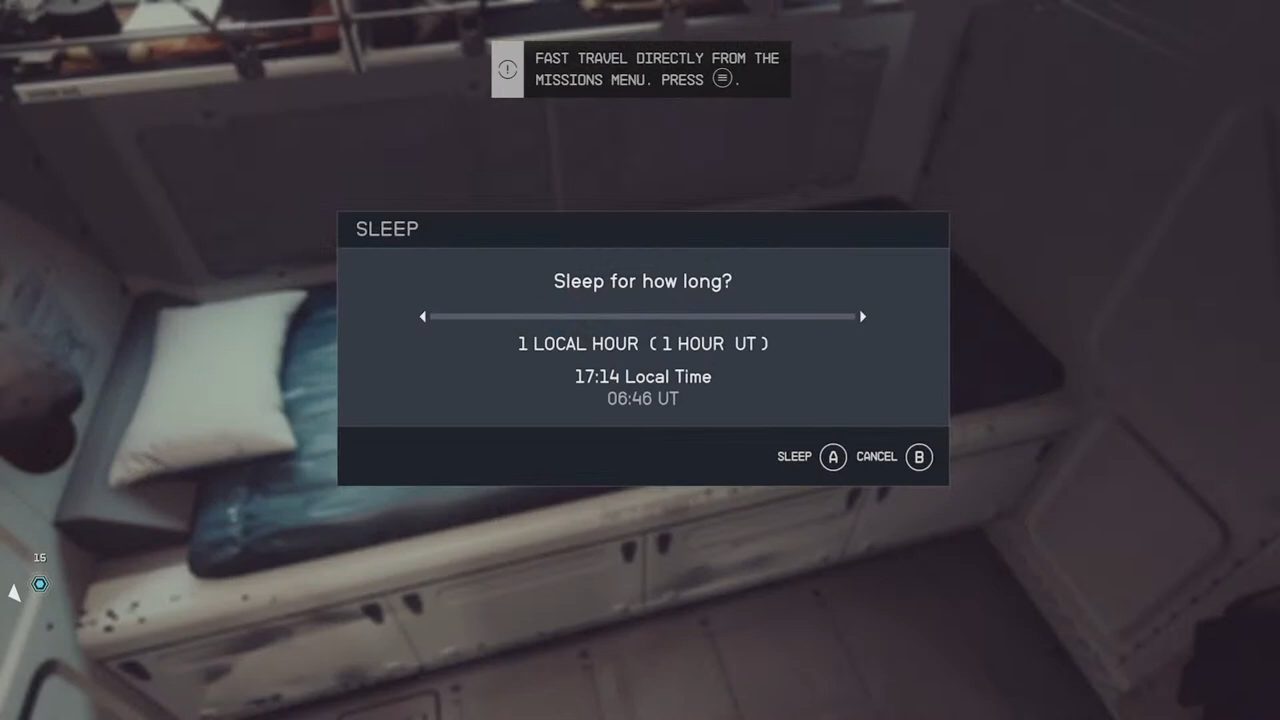 FAST TRAVEL DIRECTLY FROM THE
MISSIONS MENU. PRESS .
SLEEP
Sleep for how long?
1 LOCAL HOUR ( 1 HOUR UT )
17:14 Local Time
06:46 UT
SLEEP A CANCEL B
15